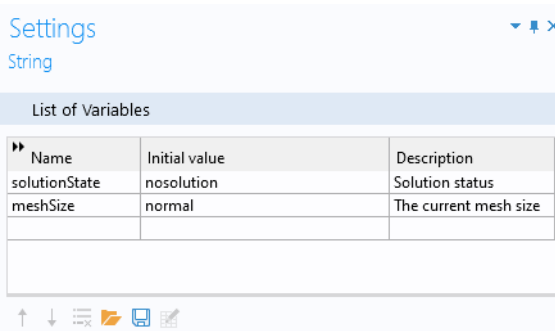 Settings
String
List of Variables
Name Initial value Description
solutionState nosolution Solution status
meshSize normal The current mesh size